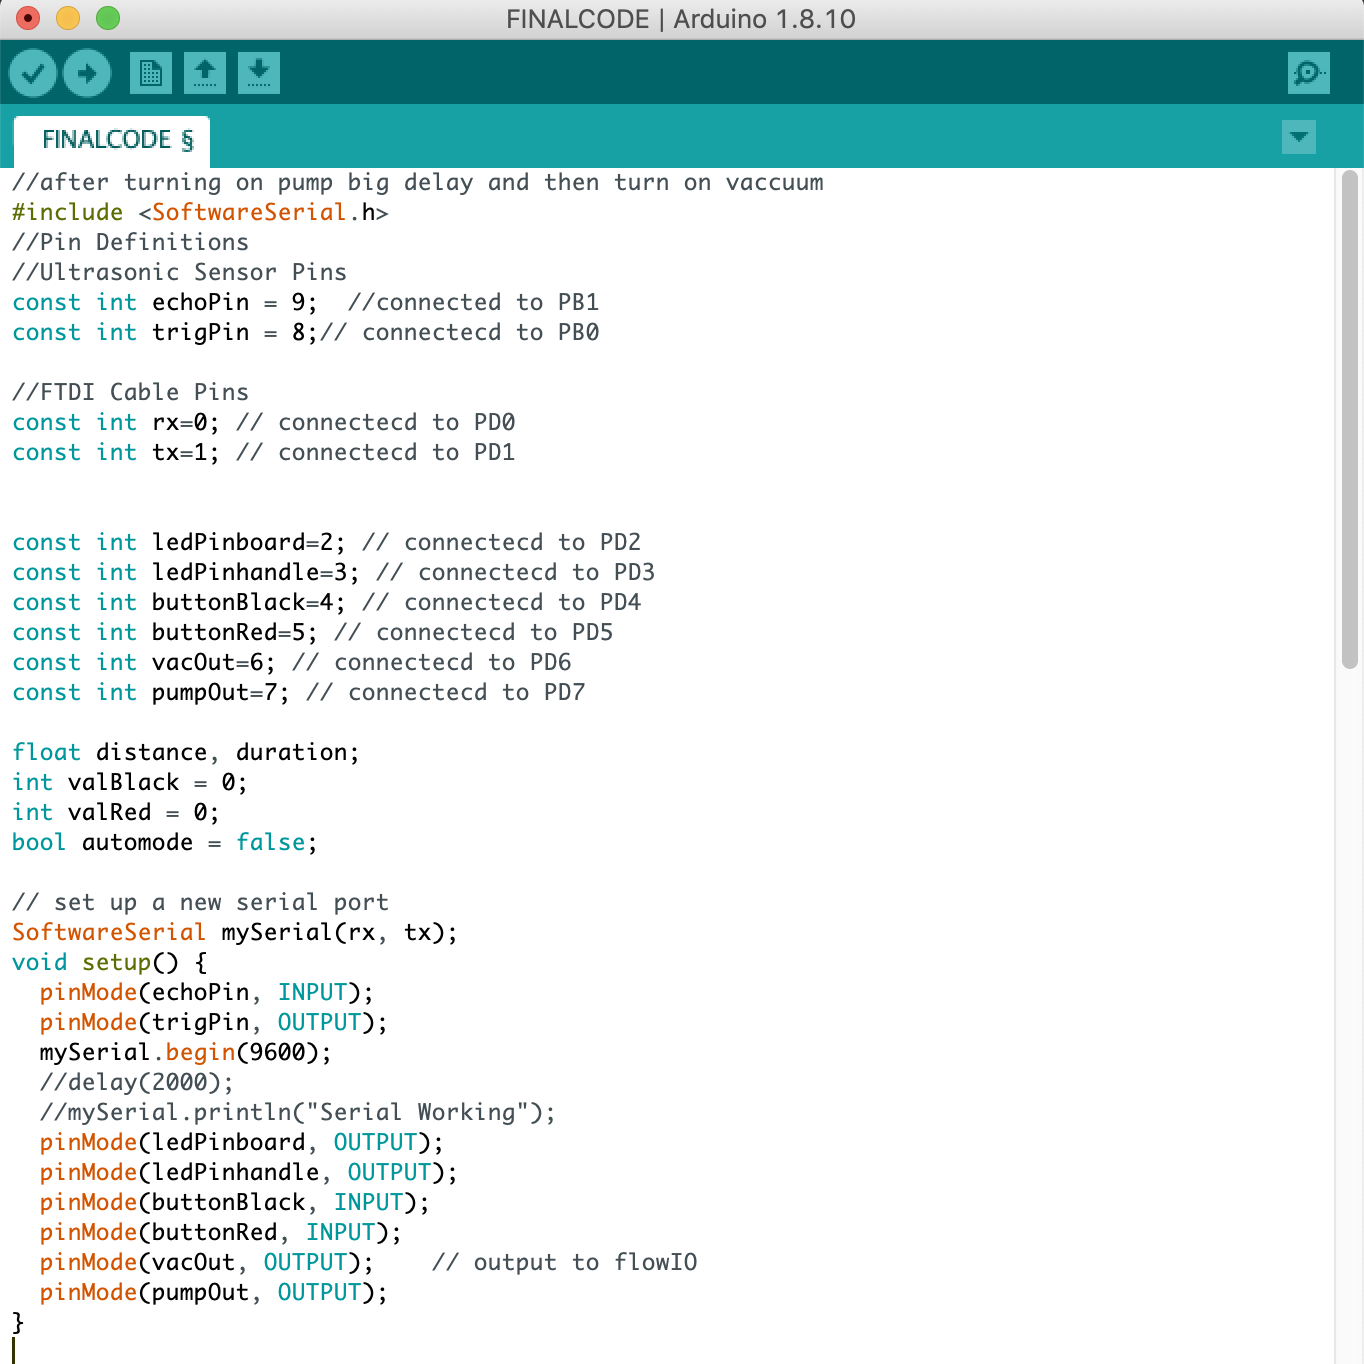 FINALCODE | Arduino 1.8.10
FINALCODE §
//after turning on pump big delay and then turn on vaccuum
#include <SoftwareSerial.h>
//Pin Definitions
//Ultrasonic Sensor Pins
const int echoPin = 9;  //connected to PB1
const int trigPin = 8;// connectecd to PB0
//FTDI Cable Pins
const int rx=0; // connectecd to PD0
const int tx=1; // connectecd to PD1
const int ledPinboard=2; // connectecd to PD2
const int ledPinhandle=3; // connectecd to PD3
const int buttonBlack=4; // connectecd to PD4
const int buttonRed=5; // connectecd to PD5
const int vacOut=6; // connectecd to PD6
const int pumpOut=7; // connectecd to PD7
float distance, duration;
int valBlack = 0;
int valRed = 0;
bool automode = false;
// set up a new serial port
SoftwareSerial mySerial(rx, tx);
void setup() {
  pinMode(echoPin, INPUT);
  pinMode(trigPin, OUTPUT);
  mySerial.begin(9600);
  //delay(2000);
  //mySerial.println("Serial Working");
  pinMode(ledPinboard, OUTPUT);
  pinMode(ledPinhandle, OUTPUT);
  pinMode(buttonBlack, INPUT);
  pinMode(buttonRed, INPUT);
  pinMode(vacOut, OUTPUT);    // output to flowIO
  pinMode(pumpOut, OUTPUT);
}